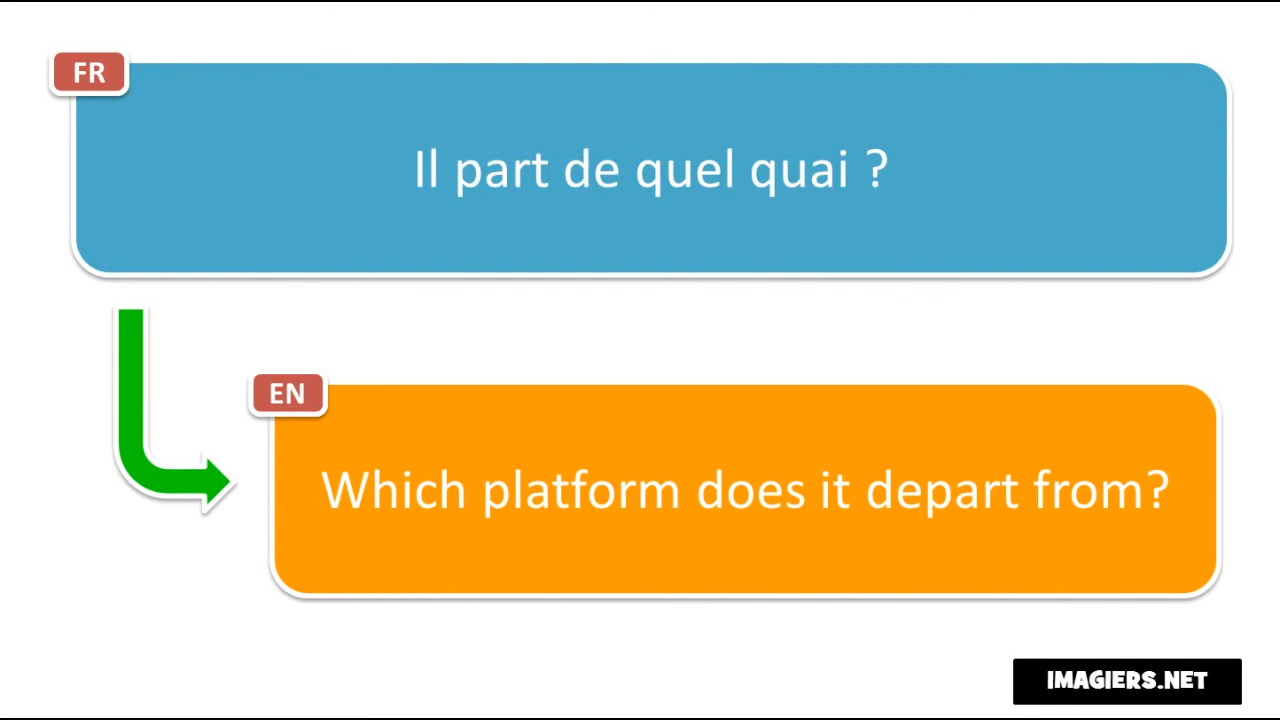 FR
Il part de quel quai ?
EN
Which platform does it depart from?
IMAGIERS.NET